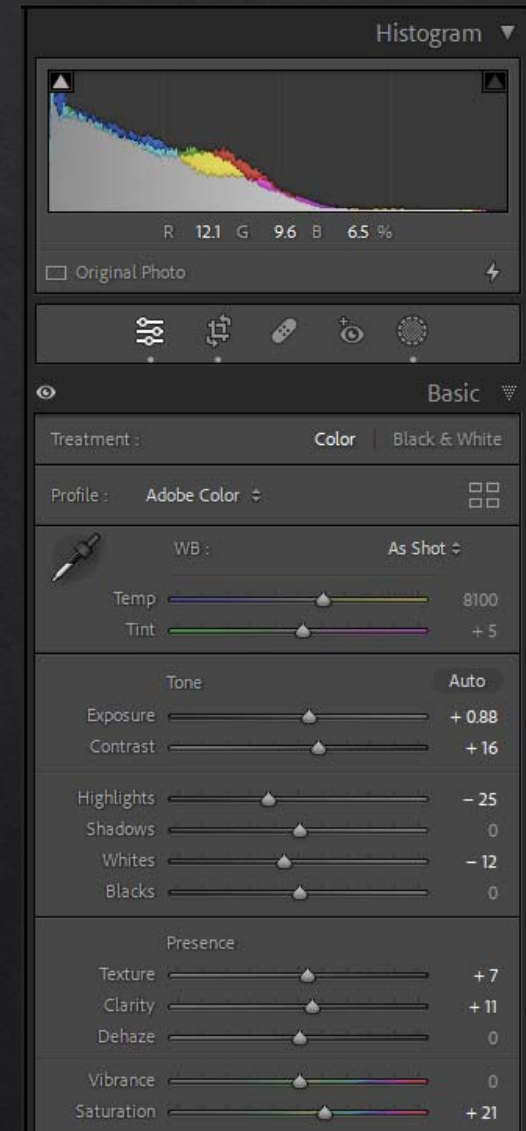 Histogram
R 12.1 G 9.6 B 6.5 %
Original Photo
Basic
Treatment : Color Black & White
Profile : Adobe Color
WB : As Shot
Temp 8100
Tint + 5
Tone Auto
Exposure + 0.88
Contrast + 16
Highlights – 25
Shadows 0
Whites – 12
Blacks 0
Presence
Texture + 7
Clarity + 11
Dehaze 0
Vibrance 0
Saturation + 21